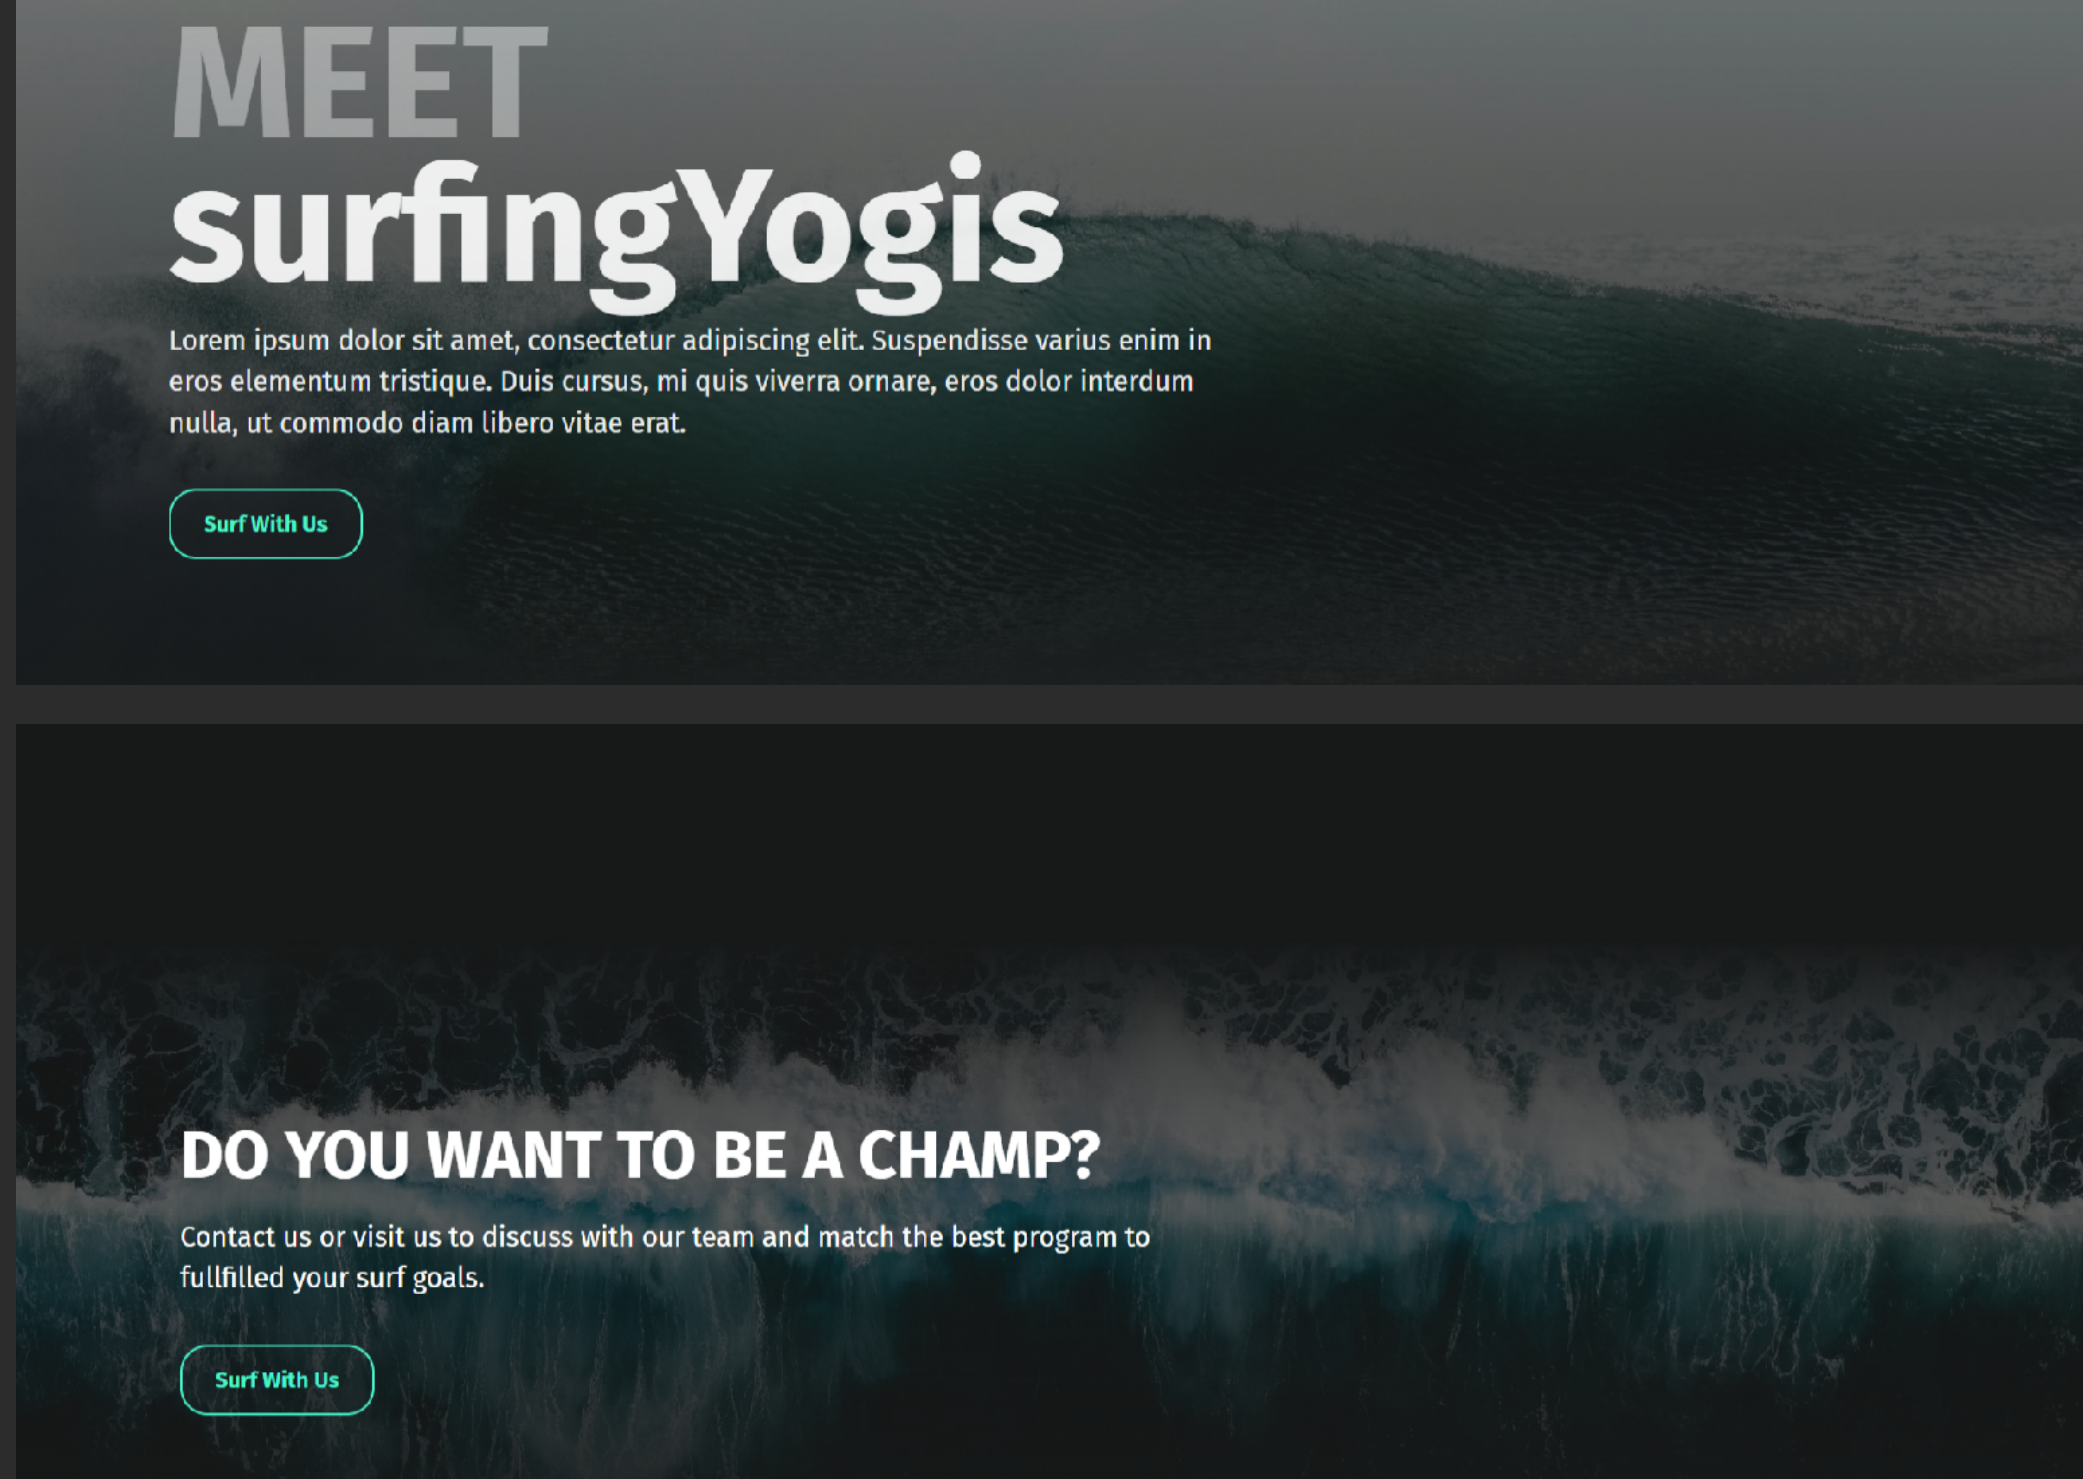 MEET
surfingYogis
Lorem ipsum dolor sit amet, consectetur adipiscing elit. Suspendisse varius enim in
eros elementum tristique. Duis cursus, mi quis viverra ornare, eros dolor interdum
nulla, ut commodo diam libero vitae erat.
Surf With Us
DO YOU WANT TO BE A CHAMP?
Contact us or visit us to discuss with our team and match the best program to
fullfilled your surf goals.
Surf With Us